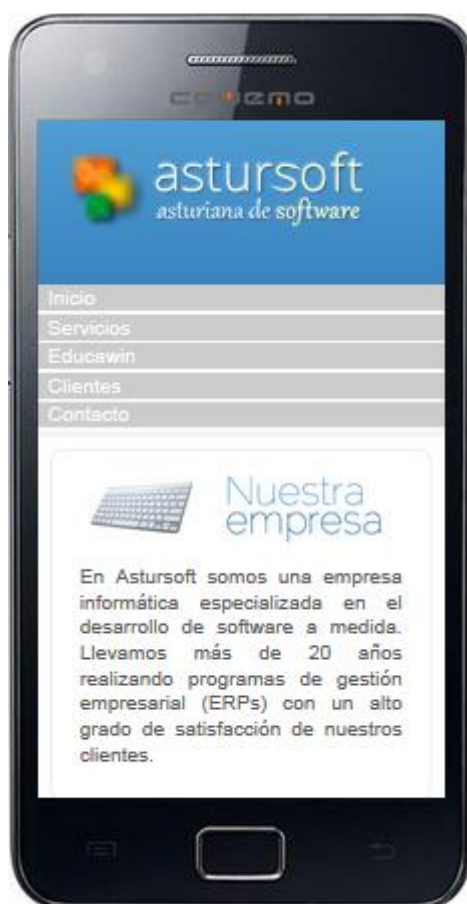 astursoft
asturiana de software
Inicio
Servicios
Educawin
Clientes
Contacto
Nuestra
empresa
En Astursoft somos una empresa
informática especializada en el
desarrollo de software a medida.
Llevamos más de 20 años
realizando programas de gestión
empresarial (ERPs) con un alto
grado de satisfacción de nuestros
clientes.